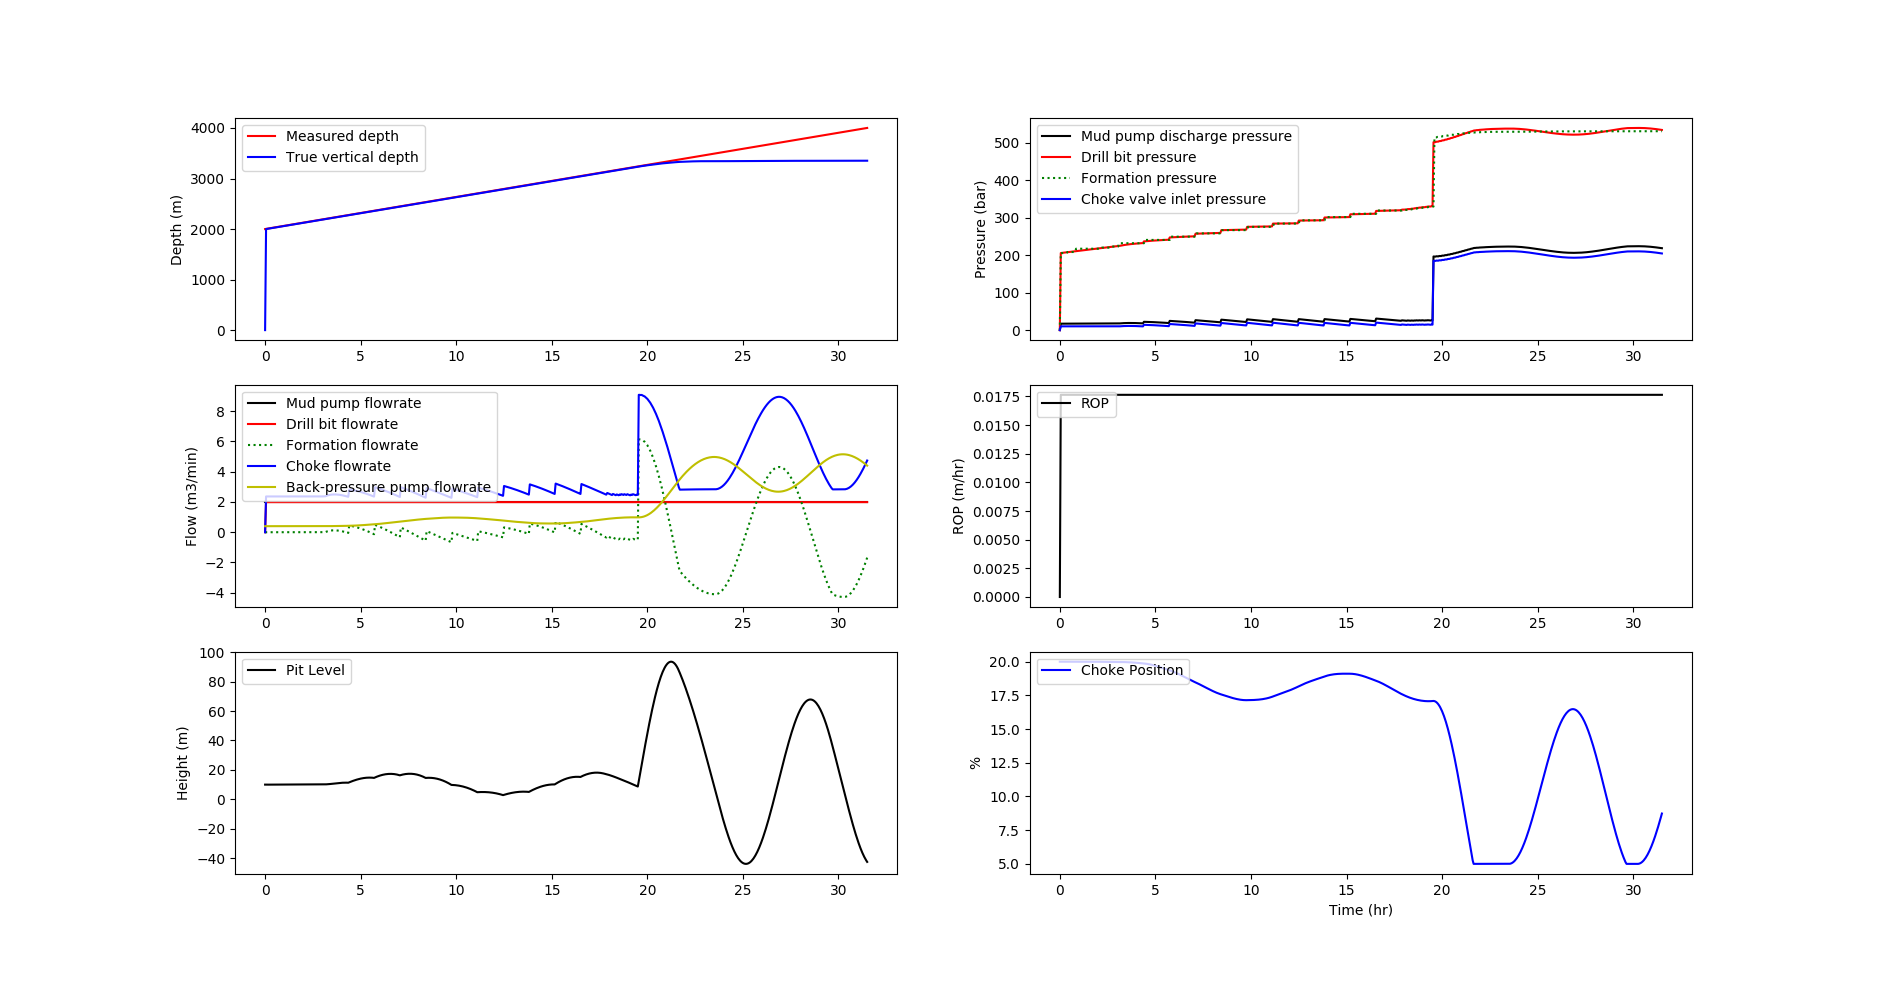 Depth (m)
4000
3000
2000
1000
0
Measured depth
True vertical depth
0 5 10 15 20 25 30
Pressure (bar)
500
400
300
200
100
0
Mud pump discharge pressure
Drill bit pressure
Formation pressure
Choke valve inlet pressure
0 5 10 15 20 25 30
Flow (m3/min)
8
6
4
2
0
−2
−4
Mud pump flowrate
Drill bit flowrate
Formation flowrate
Choke flowrate
Back-pressure pump flowrate
0 5 10 15 20 25 30
ROP (m/hr)
0.0175
0.0150
0.0125
0.0100
0.0075
0.0050
0.0025
0.0000
ROP
0 5 10 15 20 25 30
Height (m)
100
80
60
40
20
0
−20
−40
Pit Level
0 5 10 15 20 25 30
%
20.0
17.5
15.0
12.5
10.0
7.5
5.0
Choke Position
0 5 10 15 20 25 30
Time (hr)